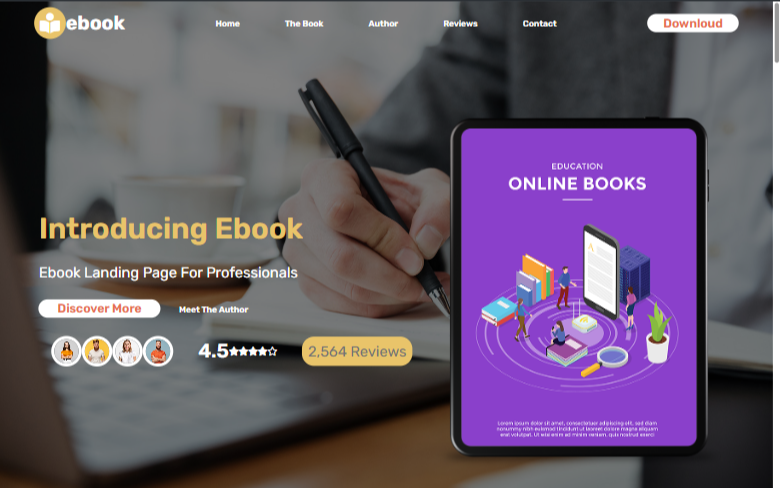 ebook
Home
The Book
Author
Reviews
Contact
Downloud
Introducing Ebook
Ebook Landing Page For Professionals
Discover More
Meet The Author
4.5
2,564 Reviews
EDUCATION
ONLINE BOOKS
Lorem ipsum dolor sit amet, consectetuer adipiscing elit, sed diam
nonummy nibh euismod tincidunt ut laoreet dolore magna aliquam
erat volutpat. Ut wisi enim ad minim veniam, quis nostrud exerci